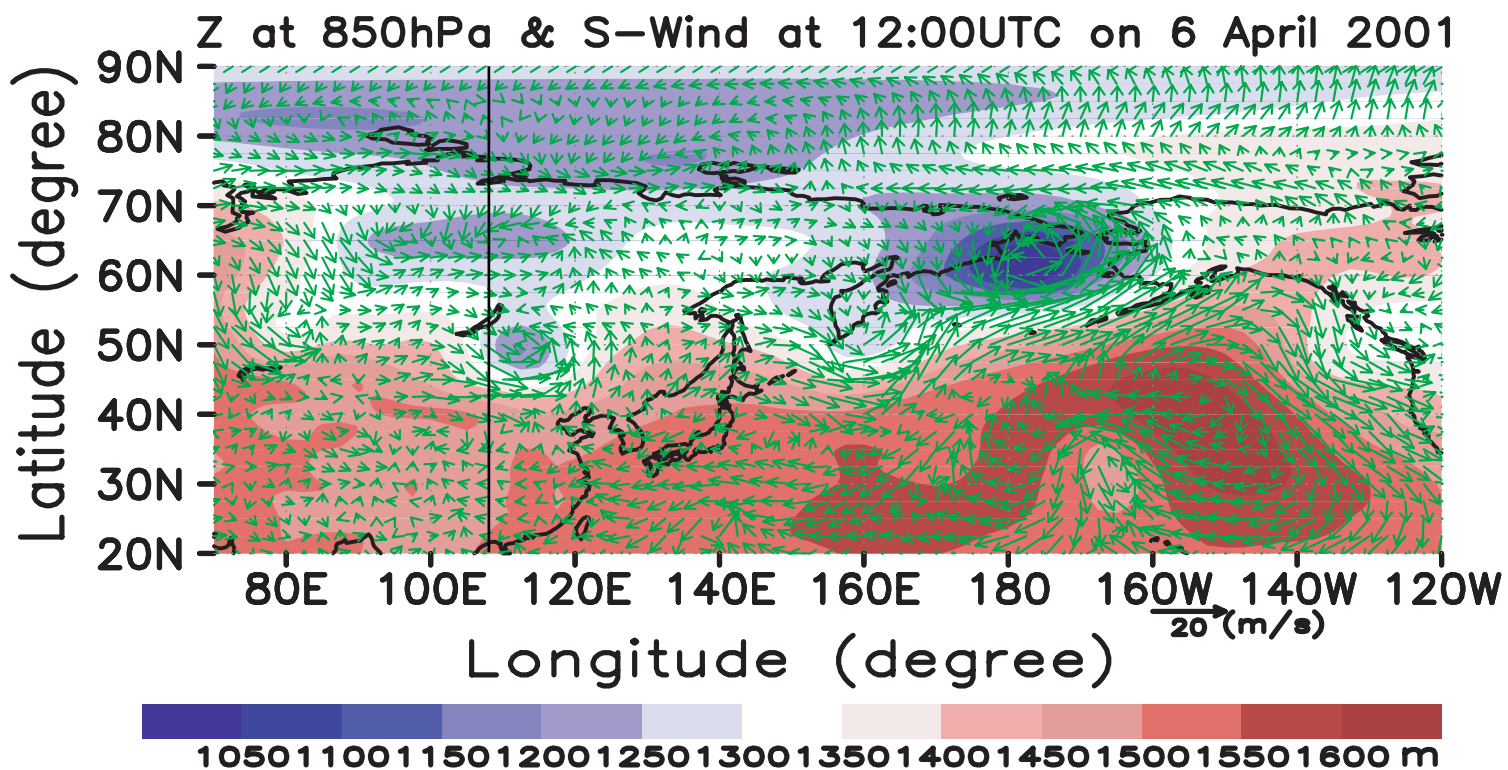 Z at 850hPa & S-Wind at 12:00UTC on 6 April 2001
Latitude (degree)
90N
80N
70N
60N
50N
40N
30N
20N
80E 100E 120E 140E 160E 180 160W 140W 120W
20 (m/s)
Longitude (degree)
1050 1100 1150 1200 1250 1300 1350 1400 1450 1500 1550 1600 m